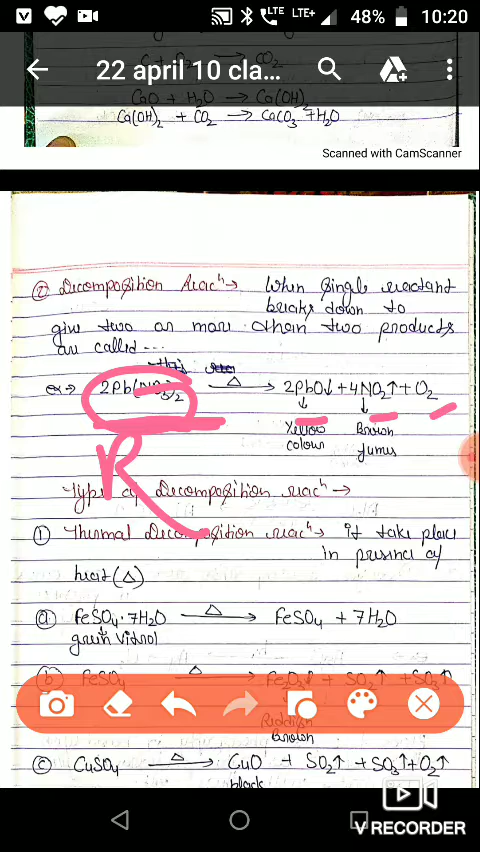 LTE LTE+ 48% 10:20
22 april 10 cla...
CO2
CaO + H2O → Ca(OH)2
Ca(OH)2 + CO2 → CaCO3 + H2O
Scanned with CamScanner
② Decomposition Reacⁿ → When single reactant
breaks down to
give two or more than two products
are called ...
ex→ 2Pb(NO3)2 —Δ→ 2PbO↓ + 4NO2↑ + O2
Yellow Brown
colour fumes
Type of Decomposition reacⁿ →
① Thermal Decomposition reacⁿ → it take place
in presence of
heat (Δ)
ⓐ FeSO4·7H2O —Δ→ FeSO4 + 7H2O
green Vitriol
ⓑ FeSO4 —Δ→ Fe2O3↓ + SO2↑ + SO3↑
Reddish
Brown
ⓒ CuSO4 —Δ→ CuO + SO2↑ + SO3↑ + O2↑
black
V RECORDER